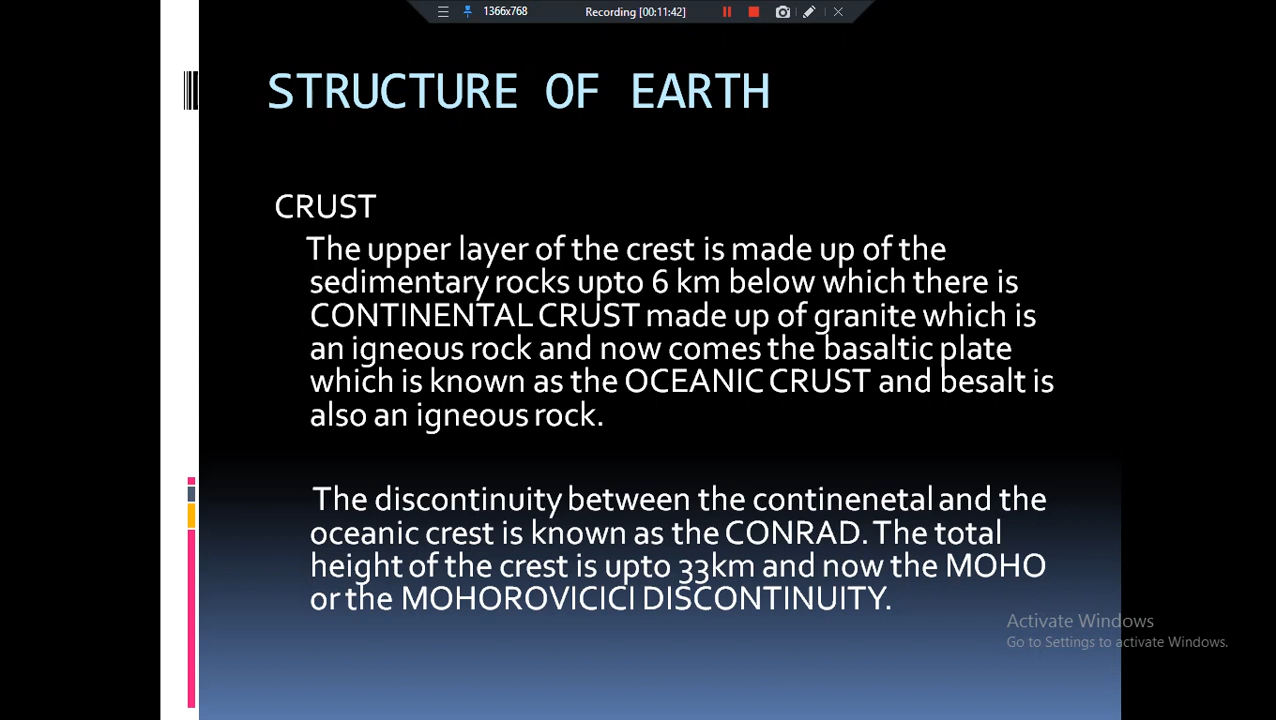 1366x768
Recording [00:11:42]
STRUCTURE OF EARTH
CRUST
The upper layer of the crest is made up of the
sedimentary rocks upto 6 km below which there is
CONTINENTAL CRUST made up of granite which is
an igneous rock and now comes the basaltic plate
which is known as the OCEANIC CRUST and besalt is
also an igneous rock.
The discontinuity between the continenetal and the
oceanic crest is known as the CONRAD. The total
height of the crest is upto 33km and now the MOHO
or the MOHOROVICICI DISCONTINUITY.
Activate Windows
Go to Settings to activate Windows.